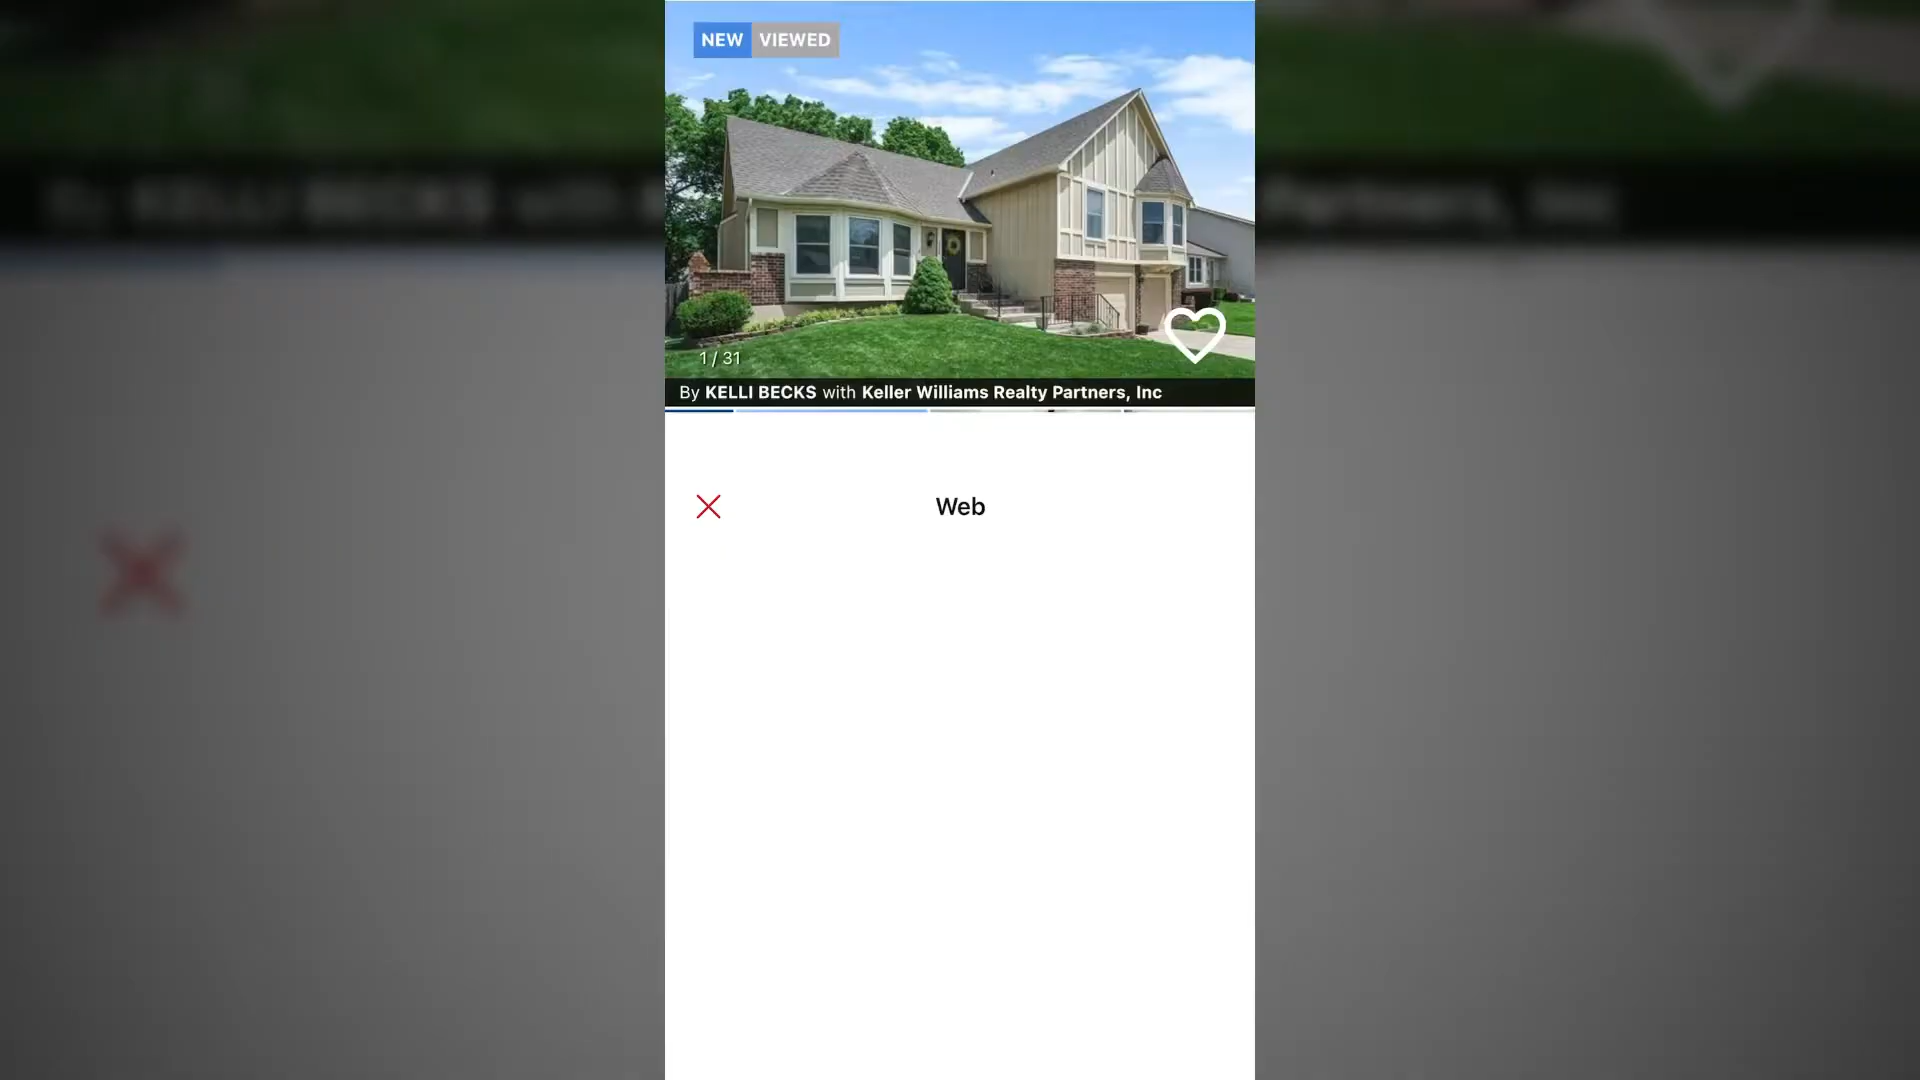 NEW VIEWED
1 / 31
By KELLI BECKS with Keller Williams Realty Partners, Inc
Web